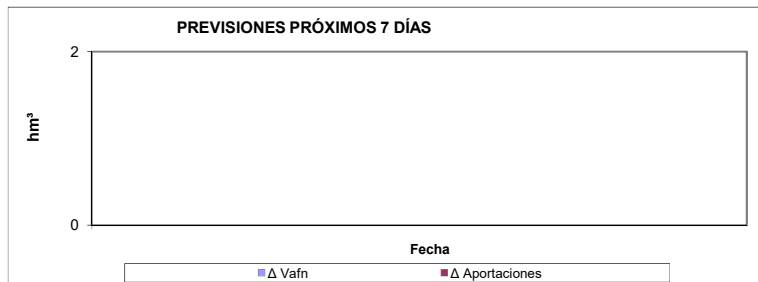 PREVISIONES PRÓXIMOS 7 DÍAS
2
hm³
0
Fecha
Δ Vafn
Δ Aportaciones